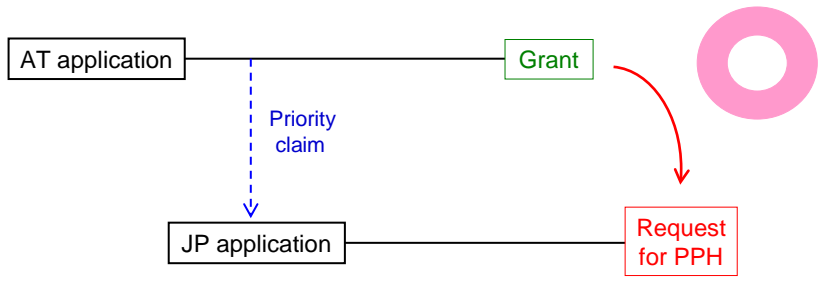 AT application
Grant
Priority
claim
JP application
Request
for PPH